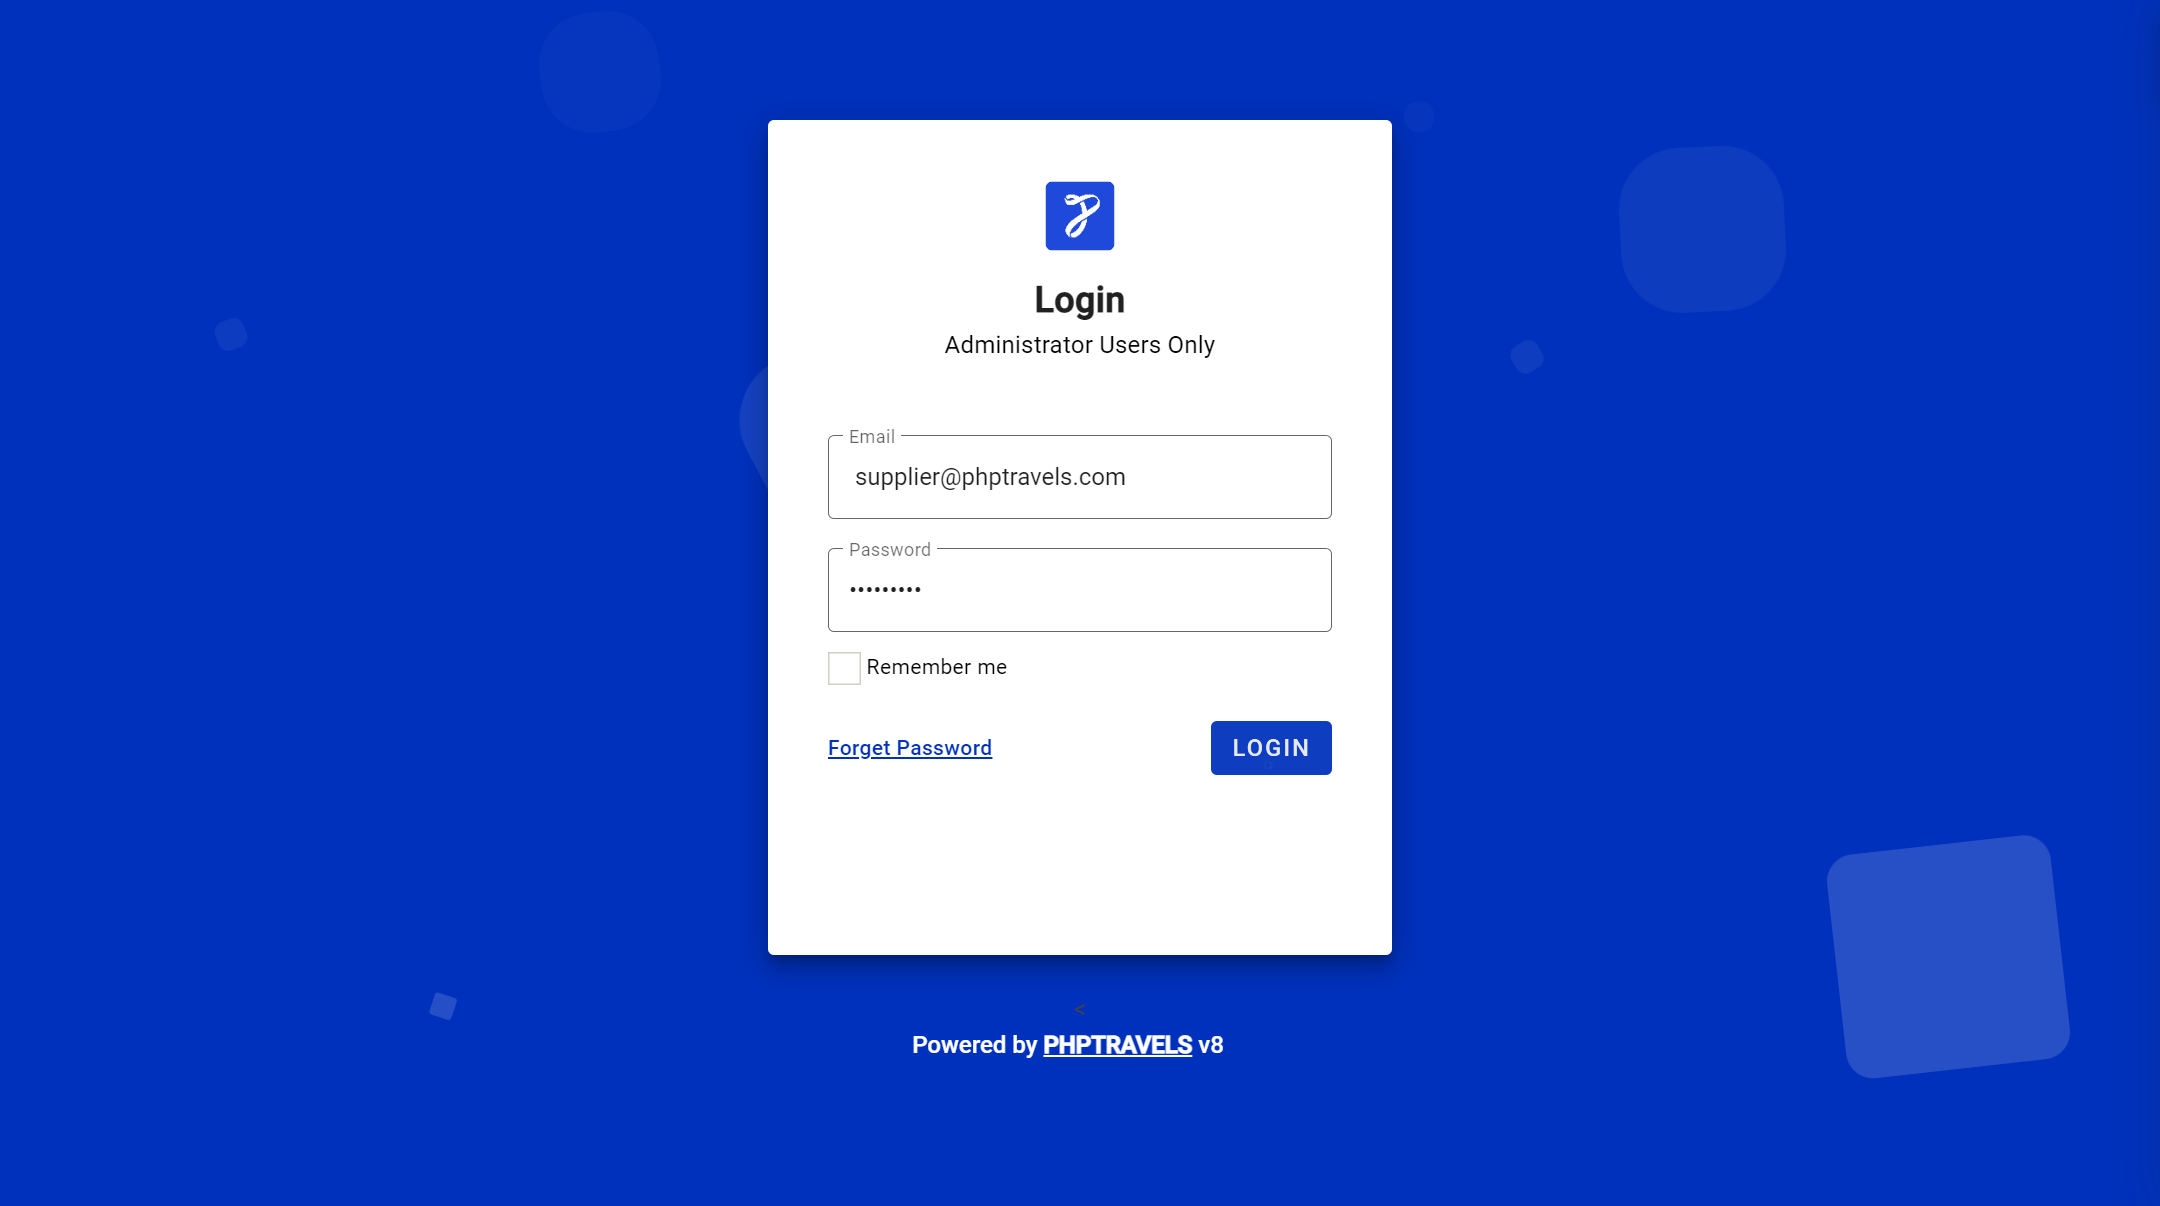 Login
Administrator Users Only
Email
supplier@phptravels.com
Password
•••••••••
Remember me
Forget Password
LOGIN
<
Powered by PHPTRAVELS v8